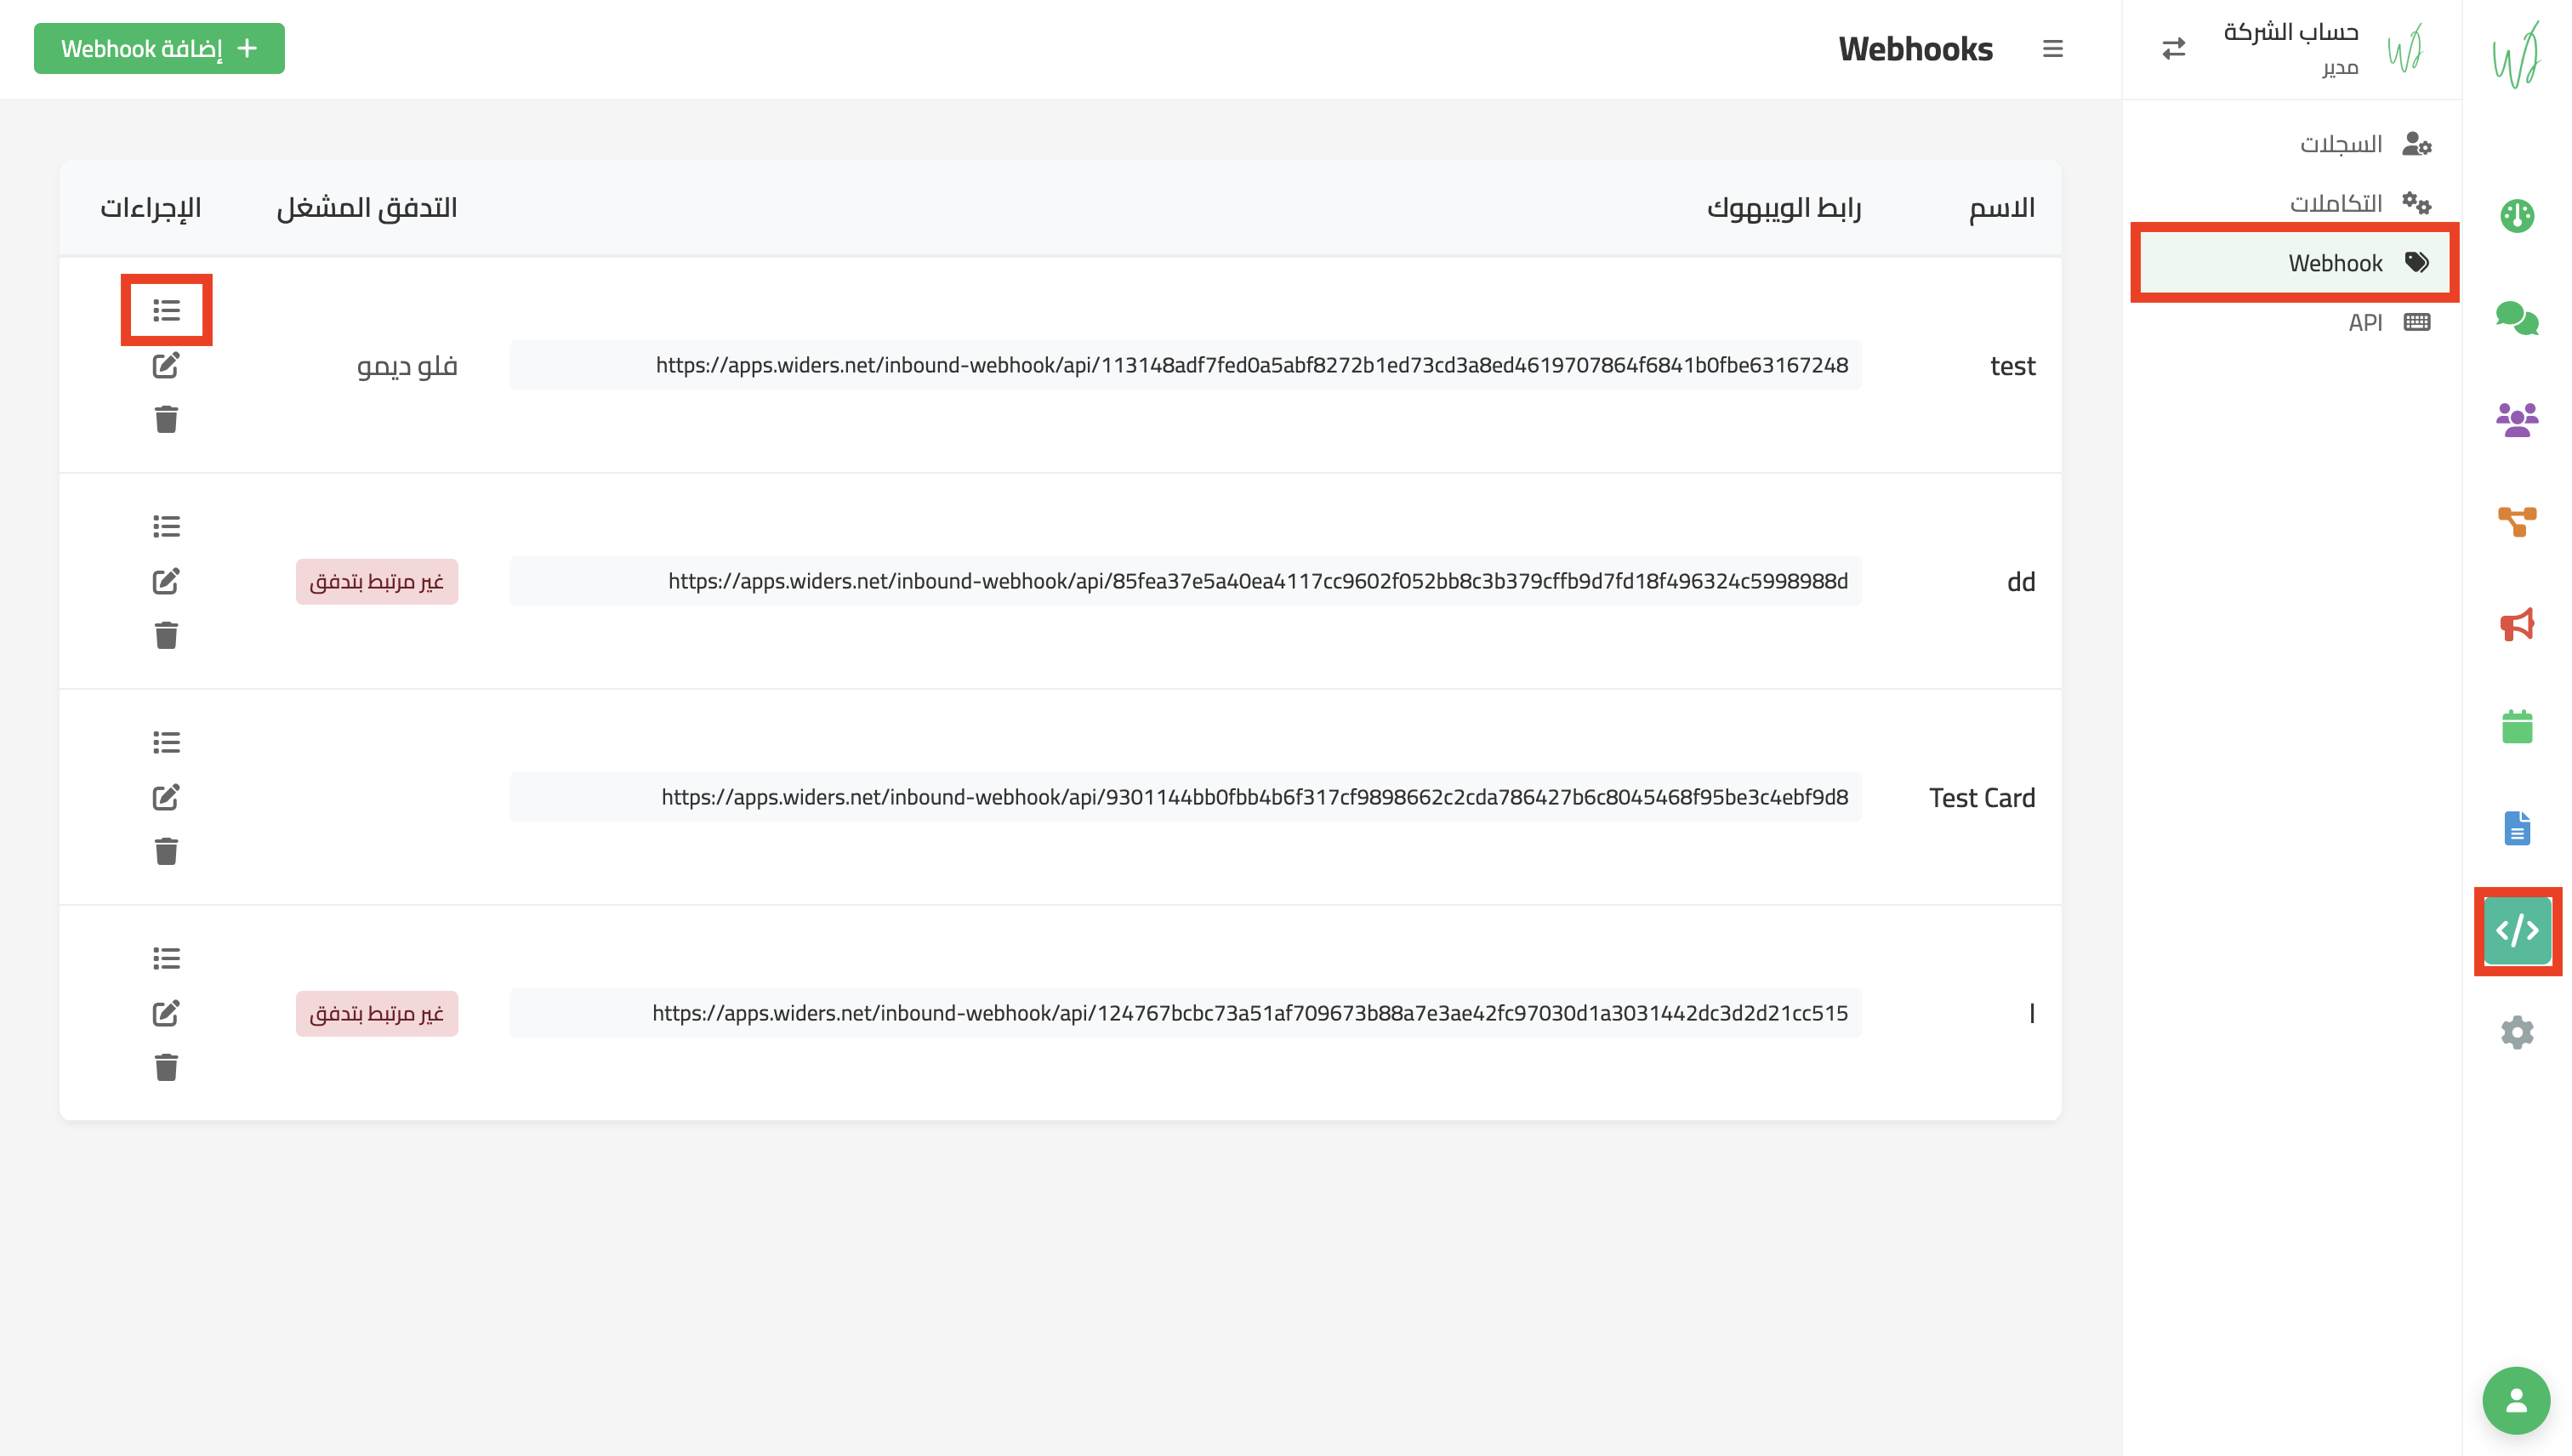 حساب الشركة
مدير
Webhooks
إضافة Webhook
السجلات
التكاملات
Webhook
API
الاسم
رابط الويبهوك
التدفق المشغل
الإجراءات
test
https://apps.widers.net/inbound-webhook/api/113148adf7fed0a5abf8272b1ed73cd3a8ed4619707864f6841b0fbe63167248
فلو ديمو
dd
https://apps.widers.net/inbound-webhook/api/85fea37e5a40ea4117cc9602f052bb8c3b379cffb9d7fd18f496324c5998988d
غير مرتبط بتدفق
Test Card
https://apps.widers.net/inbound-webhook/api/9301144bb0fbb4b6f317cf9898662c2cda786427b6c8045468f95be3c4ebf9d8
l
https://apps.widers.net/inbound-webhook/api/124767bcbc73a51af709673b88a7e3ae42fc97030d1a3031442dc3d2d21cc515
غير مرتبط بتدفق